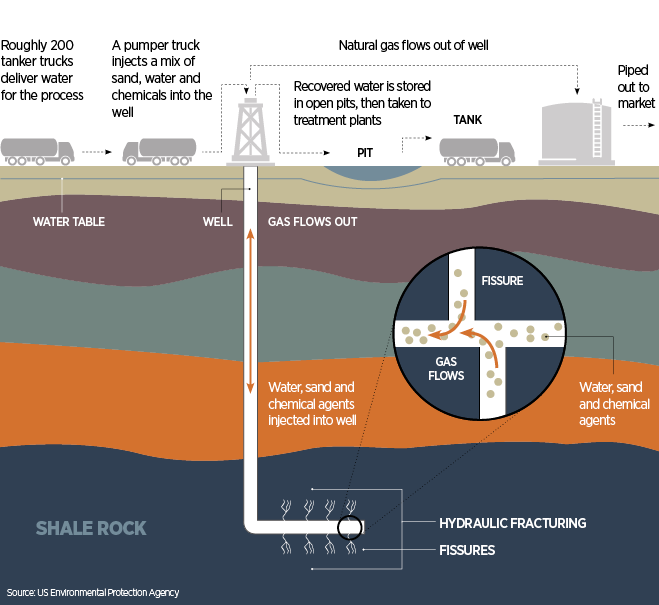 Roughly 200
tanker trucks
deliver water
for the process
A pumper truck
injects a mix of
sand, water and
chemicals into the
well
Natural gas flows out of well
Recovered water is stored
in open pits, then taken to
treatment plants
Piped
out to
market
PIT
TANK
WATER TABLE
WELL
GAS FLOWS OUT
FISSURE
GAS
FLOWS
Water, sand and
chemical agents
injected into well
Water, sand
and chemical
agents
SHALE ROCK
HYDRAULIC FRACTURING
FISSURES
Source: US Environmental Protection Agency